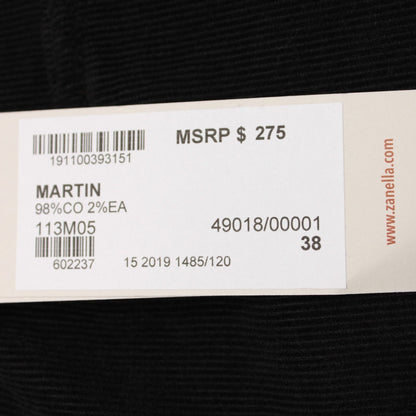 MSRP $ 275
191100393151
MARTIN
98%CO 2%EA
113M05
49018/00001
38
602237
15 2019 1485/120
www.zanella.com